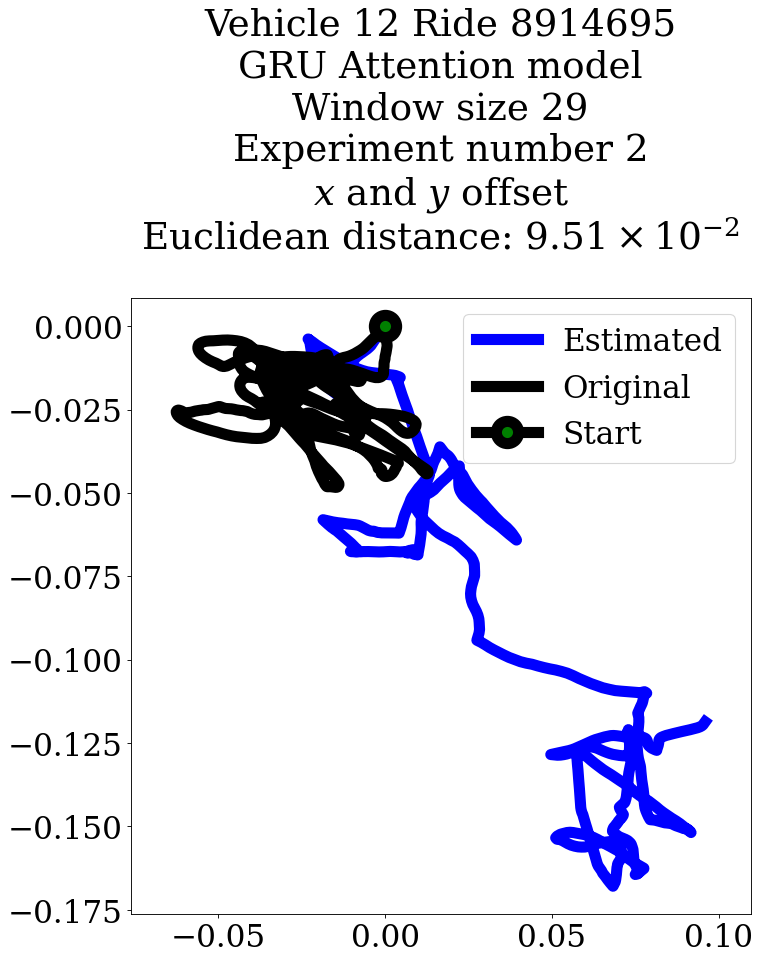 Vehicle 12 Ride 8914695
GRU Attention model
Window size 29
Experiment number 2
x and y offset
Euclidean distance: 9.51 × 10⁻²
Estimated
Original
Start
0.000
−0.025
−0.050
−0.075
−0.100
−0.125
−0.150
−0.175
−0.05 0.00 0.05 0.10